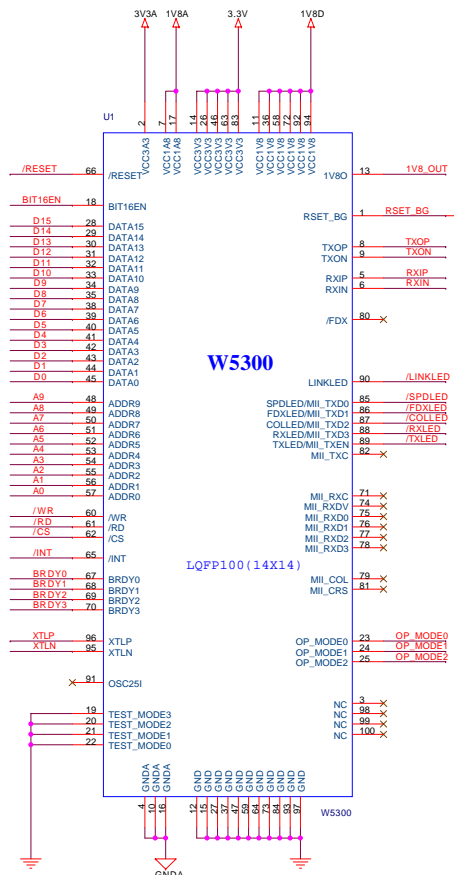 3V3A 1V8A 3.3V 1V8D
U1
2 7 17 14 26 46 63 83 11 36 58 72 92 94
VCC3A3 VCC1A8 VCC1A8 VCC3V3 VCC3V3 VCC3V3 VCC3V3 VCC3V3 VCC1V8 VCC1V8 VCC1V8 VCC1V8 VCC1V8 VCC1V8
/RESET 66 /RESET 1V8O 13 1V8_OUT
BIT16EN 18 BIT16EN
RSET_BG 1 RSET_BG
D15 28 DATA15
D14 29 DATA14
D13 30 DATA13 TXOP 8 TXOP
D12 31 DATA12 TXON 9 TXON
D11 32 DATA11
D10 33 DATA10 RXIP 5 RXIP
D9 34 DATA9 RXIN 6 RXIN
D8 35 DATA8
D7 38 DATA7
D6 39 DATA6 /FDX 80
D5 40 DATA5
D4 41 DATA4
D3 42 DATA3
D2 43 DATA2
W5300
D1 44 DATA1
D0 45 DATA0 LINKLED 90 /LINKLED
A9 48 ADDR9 SPDLED/MII_TXD0 85 /SPDLED
A8 49 ADDR8 FDXLED/MII_TXD1 86 /FDXLED
A7 50 ADDR7 COLLED/MII_TXD2 87 /COLLED
A6 51 ADDR6 RXLED/MII_TXD3 88 /RXLED
A5 52 ADDR5 TXLED/MII_TXEN 89 /TXLED
A4 53 ADDR4 MII_TXC 82
A3 54 ADDR3
A2 55 ADDR2
A1 56 ADDR1
A0 57 ADDR0 MII_RXC 71
MII_RXDV 74
/WR 60 /WR MII_RXD0 75
/RD 61 /RD MII_RXD1 76
/CS 62 /CS MII_RXD2 77
MII_RXD3 78
/INT 65 /INT
LQFP100(14X14)
BRDY0 67 BRDY0 MII_COL 79
BRDY1 68 BRDY1 MII_CRS 81
BRDY2 69 BRDY2
BRDY3 70 BRDY3
XTLP 96 XTLP OP_MODE0 23 OP_MODE0
XTLN 95 XTLN OP_MODE1 24 OP_MODE1
OP_MODE2 25 OP_MODE2
91 OSC25I
NC 3
19 TEST_MODE3 NC 98
20 TEST_MODE2 NC 99
21 TEST_MODE1 NC 100
22 TEST_MODE0
GNDA GNDA GNDA GND GND GND GND GND GND GND GND GND GND GND
4 10 16 12 15 27 37 47 59 64 73 84 93 97
W5300
GNDA